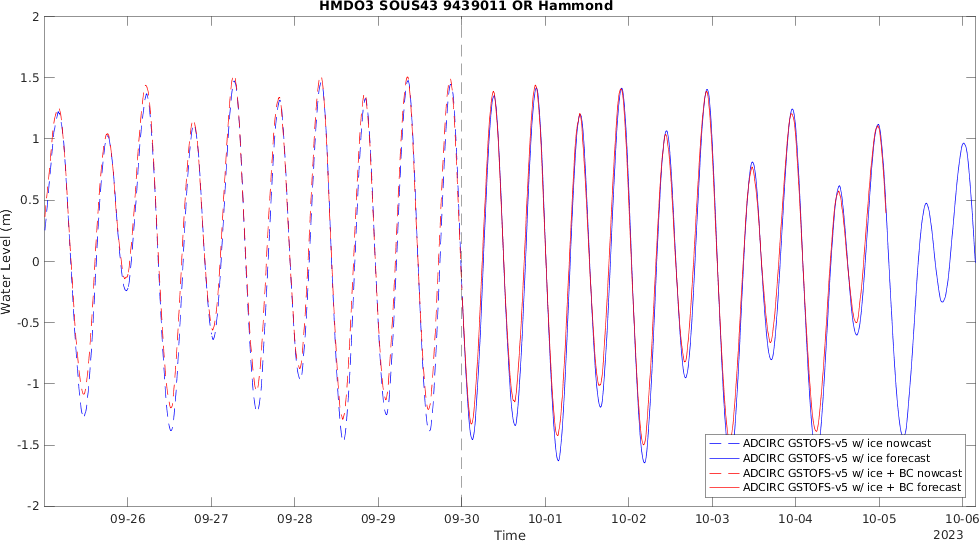 HMDO3 SOUS43 9439011 OR Hammond
2
1.5
1
0.5
0
-0.5
-1
-1.5
-2
Water Level (m)
ADCIRC GSTOFS-v5 w/ ice nowcast
ADCIRC GSTOFS-v5 w/ ice forecast
ADCIRC GSTOFS-v5 w/ ice + BC nowcast
ADCIRC GSTOFS-v5 w/ ice + BC forecast
09-26 09-27 09-28 09-29 09-30 10-01 10-02 10-03 10-04 10-05 10-06
Time
2023